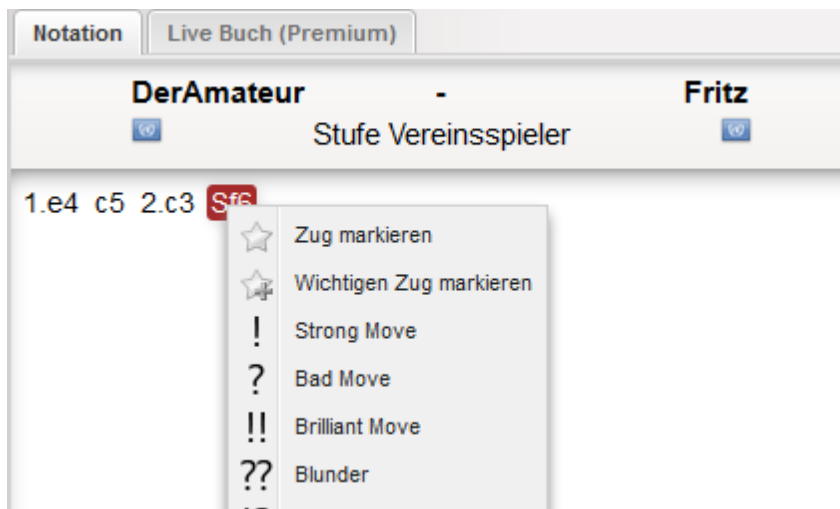 Notation Live Buch (Premium)
DerAmateur - Fritz
Stufe Vereinsspieler
1.e4 c5 2.c3 Sf6
Zug markieren
Wichtigen Zug markieren
! Strong Move
? Bad Move
!! Brilliant Move
?? Blunder